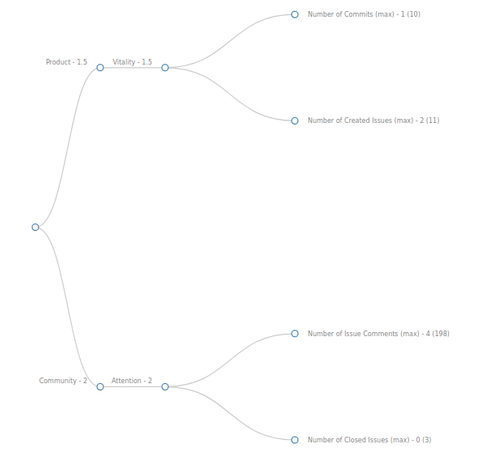 Number of Commits (max) - 1 (10)
Product - 1.5
Vitality - 1.5
Number of Created Issues (max) - 2 (11)
Number of Issue Comments (max) - 4 (198)
Community - 2
Attention - 2
Number of Closed Issues (max) - 0 (3)